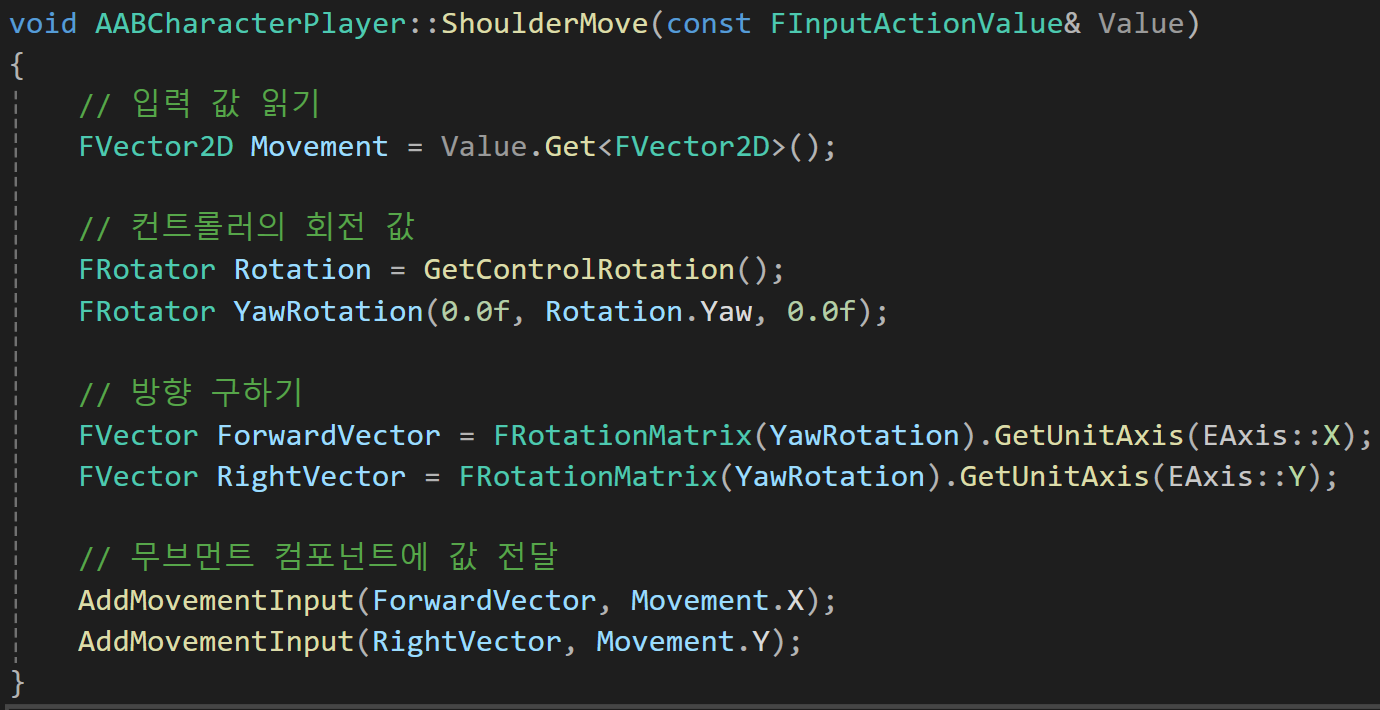 void AABCharacterPlayer::ShoulderMove(const FInputActionValue& Value)
{
// 입력 값 읽기
FVector2D Movement = Value.Get<FVector2D>();
// 컨트롤러의 회전 값
FRotator Rotation = GetControlRotation();
FRotator YawRotation(0.0f, Rotation.Yaw, 0.0f);
// 방향 구하기
FVector ForwardVector = FRotationMatrix(YawRotation).GetUnitAxis(EAxis::X);
FVector RightVector = FRotationMatrix(YawRotation).GetUnitAxis(EAxis::Y);
// 무브먼트 컴포넌트에 값 전달
AddMovementInput(ForwardVector, Movement.X);
AddMovementInput(RightVector, Movement.Y);
}